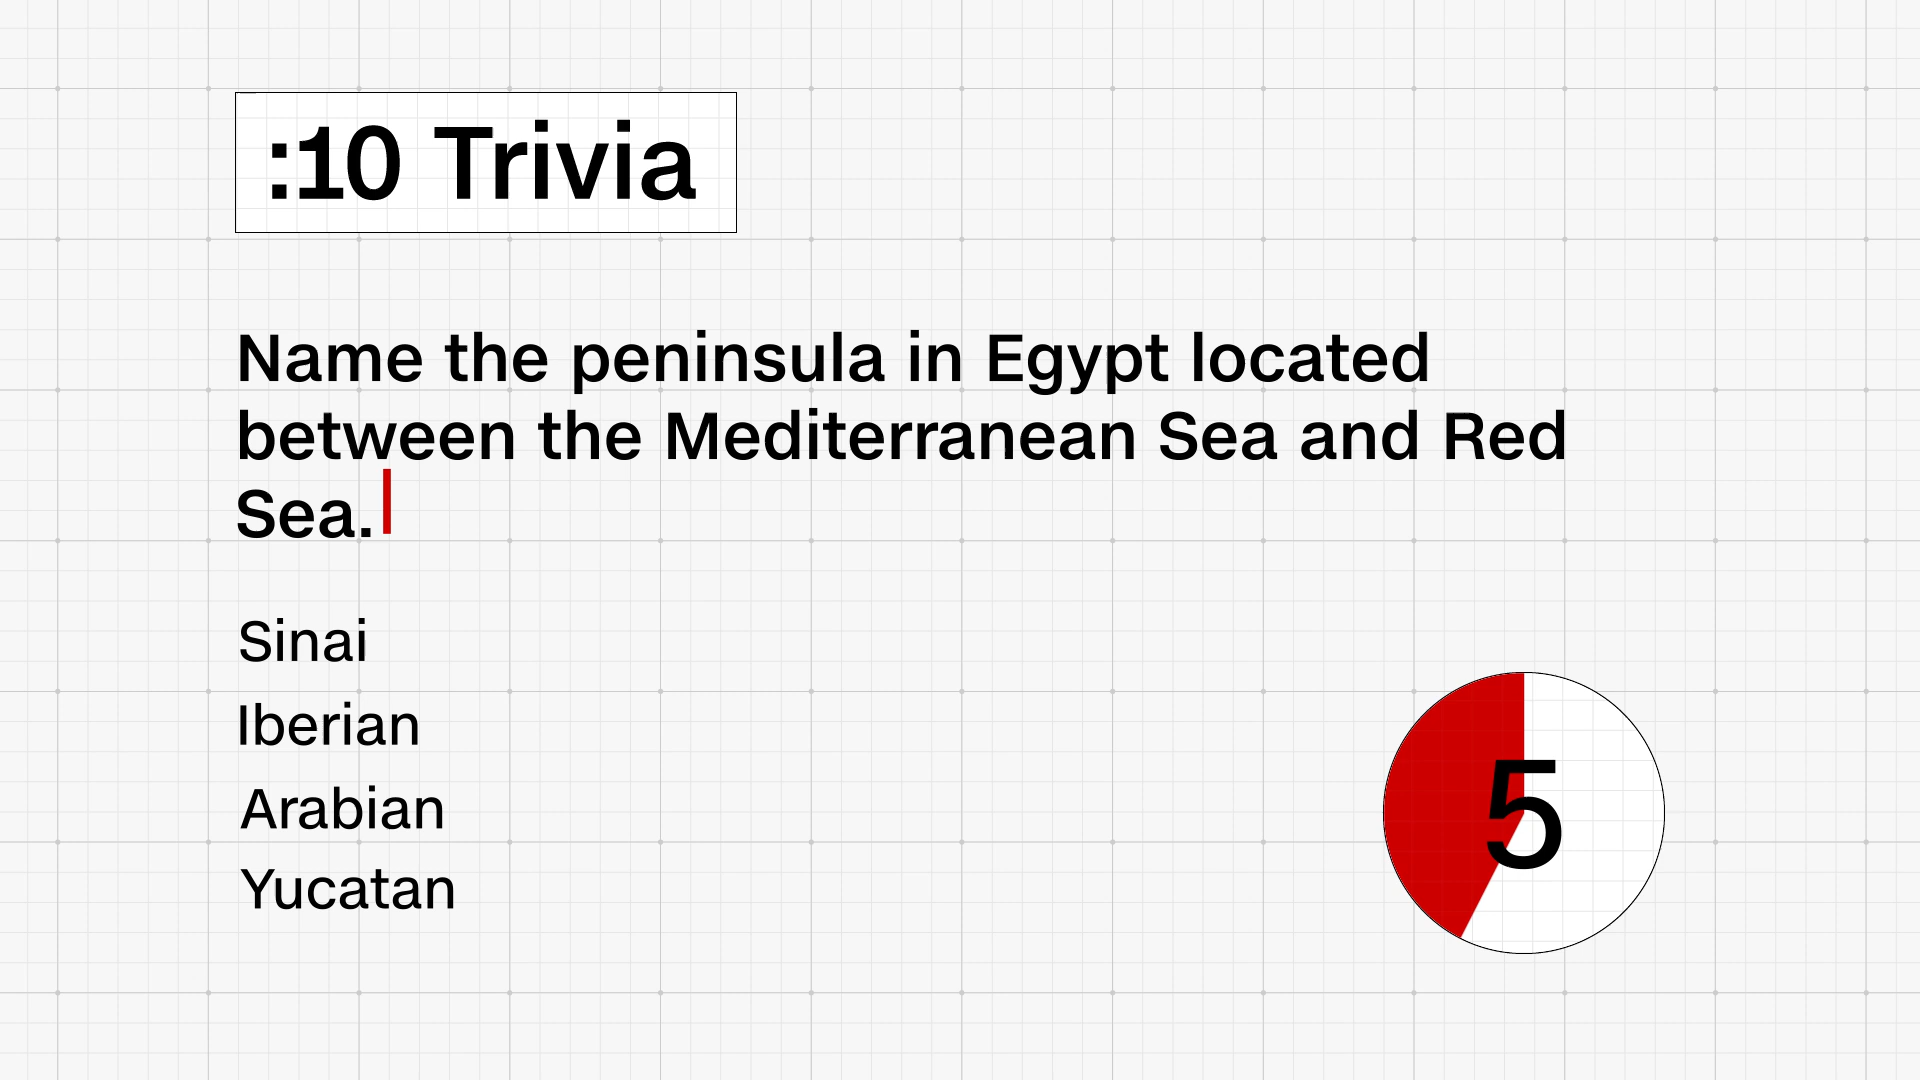 :10 Trivia
Name the peninsula in Egypt located
between the Mediterranean Sea and Red
Sea.
Sinai
Iberian
Arabian
Yucatan
5